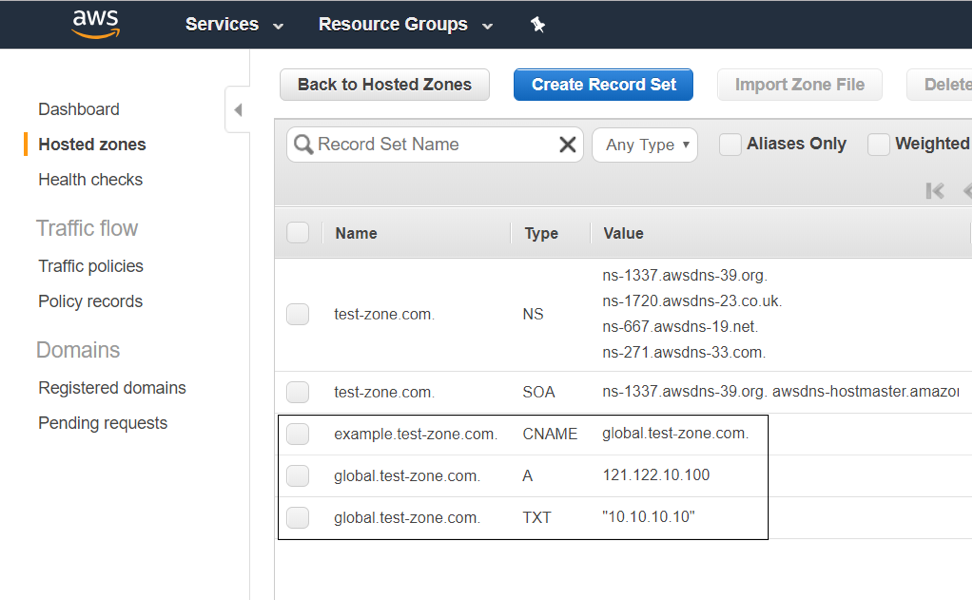 aws
Services
Resource Groups
Back to Hosted Zones
Create Record Set
Import Zone File
Delete
Dashboard
Hosted zones
Health checks
Traffic flow
Traffic policies
Policy records
Domains
Registered domains
Pending requests
Record Set Name
Any Type
Aliases Only
Weighted
Name Type Value
test-zone.com. NS ns-1337.awsdns-39.org.
ns-1720.awsdns-23.co.uk.
ns-667.awsdns-19.net.
ns-271.awsdns-33.com.
test-zone.com. SOA ns-1337.awsdns-39.org. awsdns-hostmaster.amazon
example.test-zone.com. CNAME global.test-zone.com.
global.test-zone.com. A 121.122.10.100
global.test-zone.com. TXT "10.10.10.10"